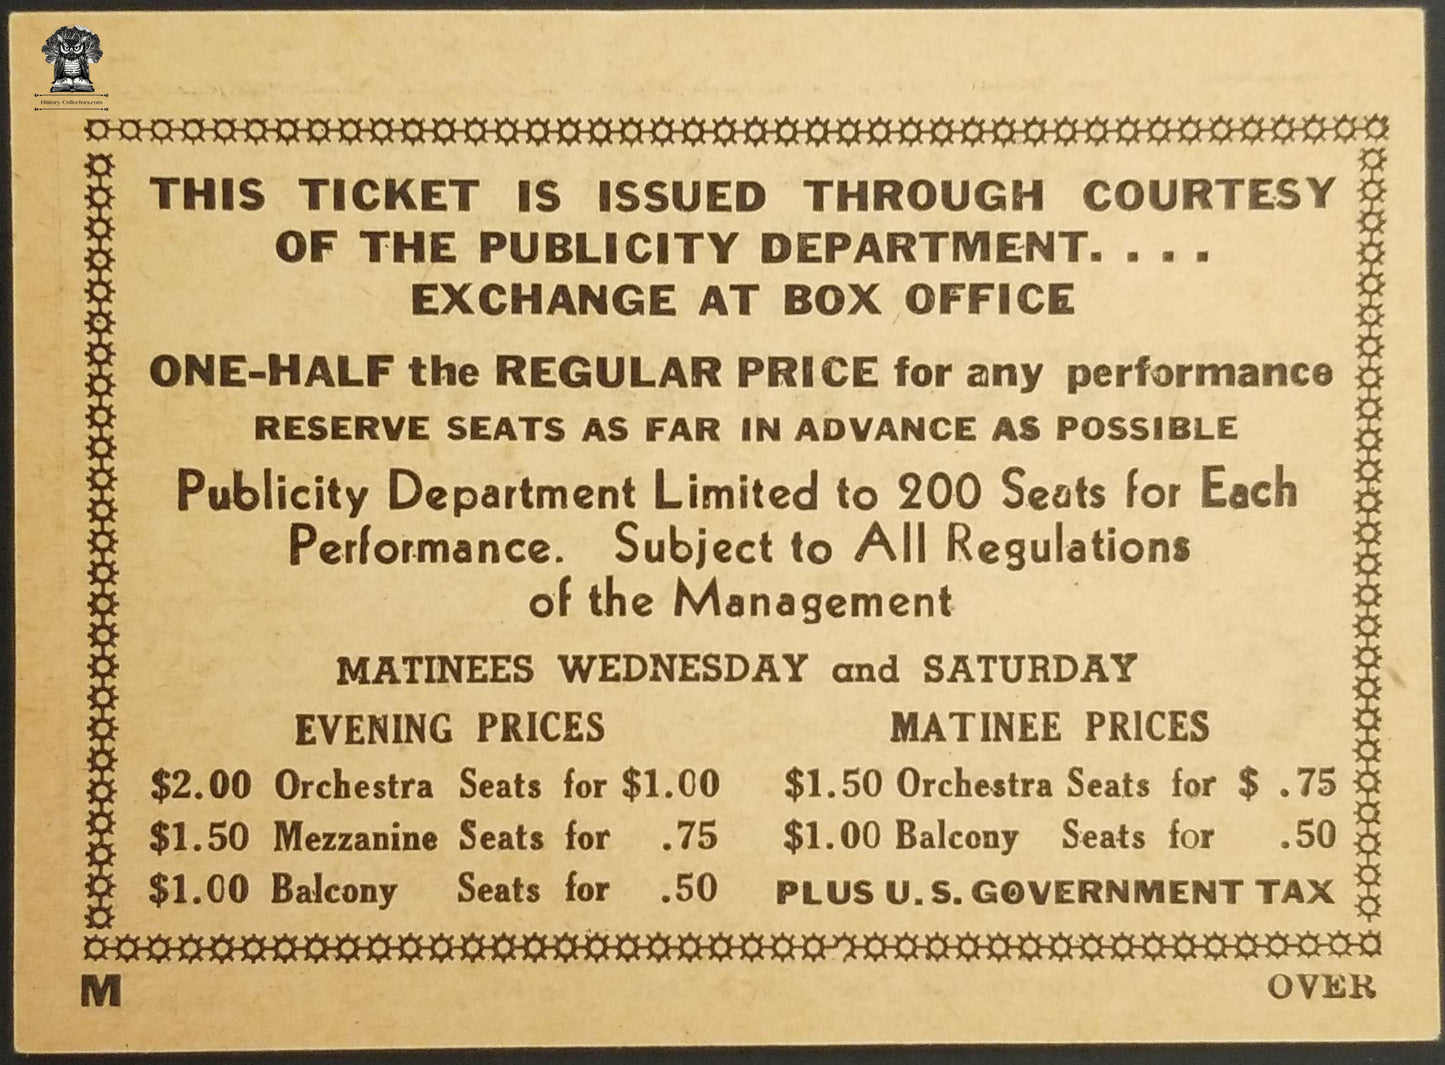 History-Collectors.com
THIS TICKET IS ISSUED THROUGH COURTESY
OF THE PUBLICITY DEPARTMENT. . . .
EXCHANGE AT BOX OFFICE
ONE-HALF the REGULAR PRICE for any performance
RESERVE SEATS AS FAR IN ADVANCE AS POSSIBLE
Publicity Department Limited to 200 Seats for Each
Performance. Subject to All Regulations
of the Management
MATINEES WEDNESDAY and SATURDAY
EVENING PRICES
$2.00 Orchestra Seats for $1.00
$1.50 Mezzanine Seats for .75
$1.00 Balcony Seats for .50
MATINEE PRICES
$1.50 Orchestra Seats for $ .75
$1.00 Balcony Seats for .50
PLUS U. S. GOVERNMENT TAX
M
OVER